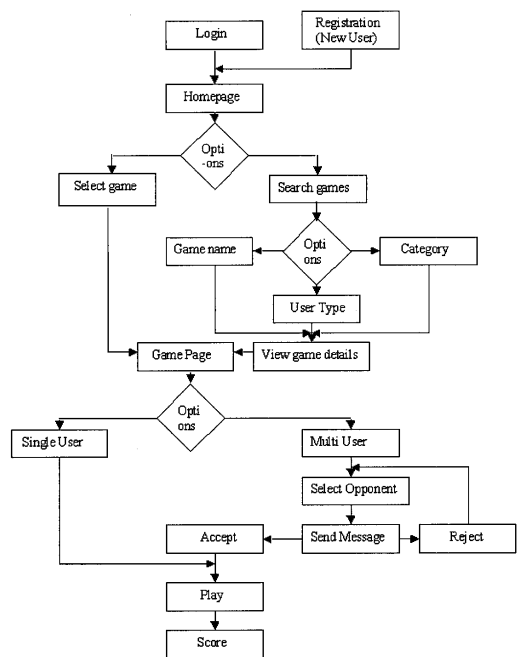 Login
Registration
(New User)
Homepage
Opti
-ons
Select game
Search games
Game name
Opti
ons
Category
User Type
Game Page
View game details
Opti
ons
Single User
Multi User
Select Opponent
Accept
Send Message
Reject
Play
Score